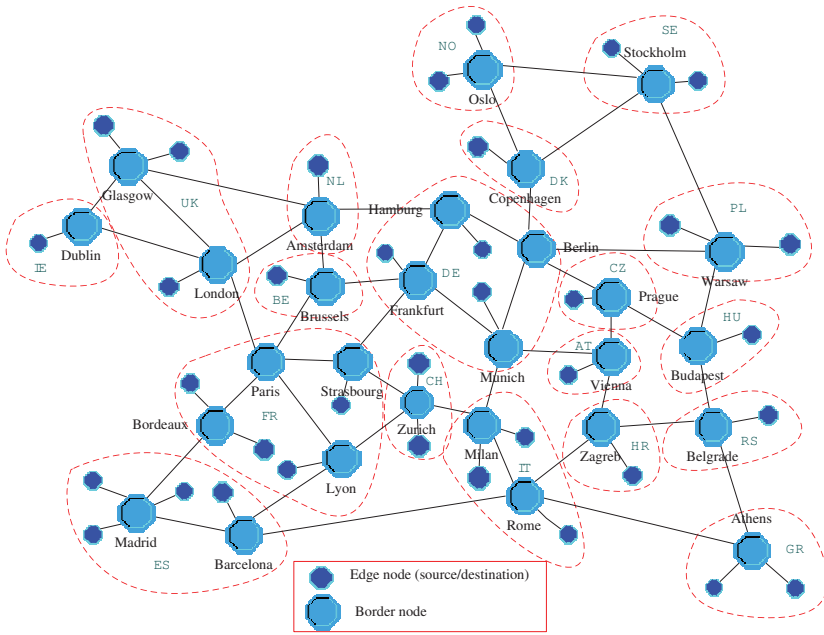 SE
NO
Stockholm
Oslo
Glasgow
NL
Copenhagen
DK
UK
Hamburg
PL
Dublin
Amsterdam
Berlin
Warsaw
IE
London
BE
DE
CZ
Prague
Brussels
Frankfurt
HU
AT
Paris
Strasbourg
Munich
Vienna
Budapest
CH
Bordeaux
FR
Zurich
Milan
Zagreb
HR
Belgrade
RS
IT
Lyon
Madrid
Rome
Athens
ES
Barcelona
GR
Edge node (source/destination)
Border node